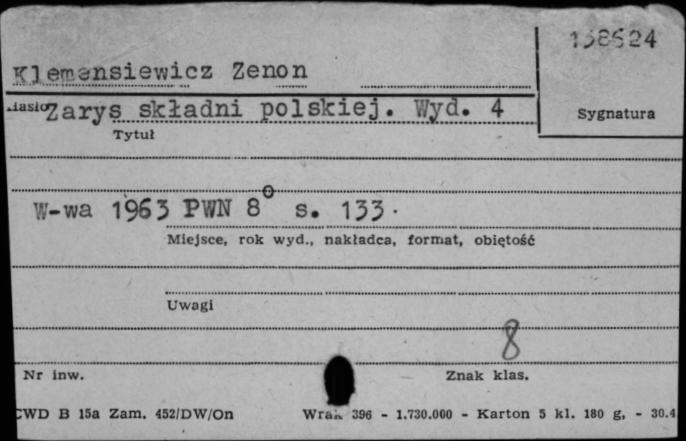 Klemensiewicz Zenon
Zarys składni polskiej. Wyd. 4
Sygnatura
Tytuł
W-wa 1963 PWN 8° s. 133.
Miejsce, rok wyd., nakładca, format, objętość
Uwagi
8
Nr inw.
Znak klas.
CWD B 15a Zam. 452/DW/On 396 - 1.730.000 - Karton 5 kl. 180 g, - 30.4